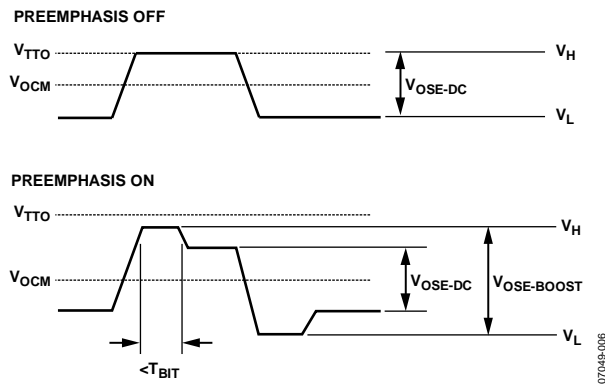 PREEMPHASIS OFF
VTTO
VH
VOCM
VOSE-DC
VL
PREEMPHASIS ON
VTTO
VH
VOCM
VOSE-DC
VOSE-BOOST
VL
<TBIT
07049-006